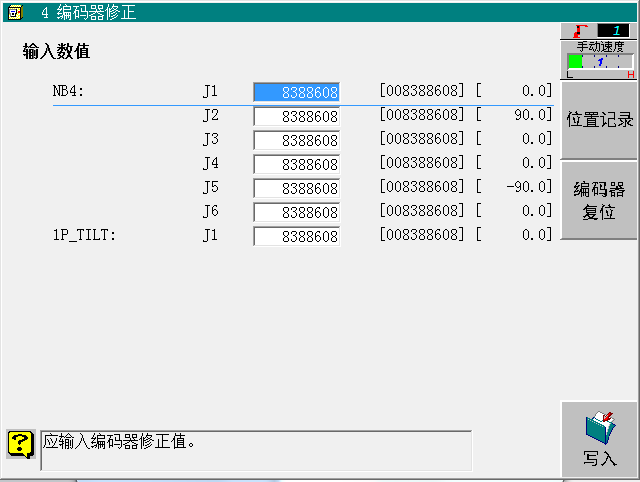 4 编码器修正
1
手动速度
1
L H
输入数值
NB4: J1 8388608 [008388608] [ 0.0]
J2 8388608 [008388608] [ 90.0]
J3 8388608 [008388608] [ 0.0]
J4 8388608 [008388608] [ 0.0]
J5 8388608 [008388608] [ -90.0]
J6 8388608 [008388608] [ 0.0]
1P_TILT: J1 8388608 [008388608] [ 0.0]
位置记录
编码器
复位
应输入编码器修正值。
写入